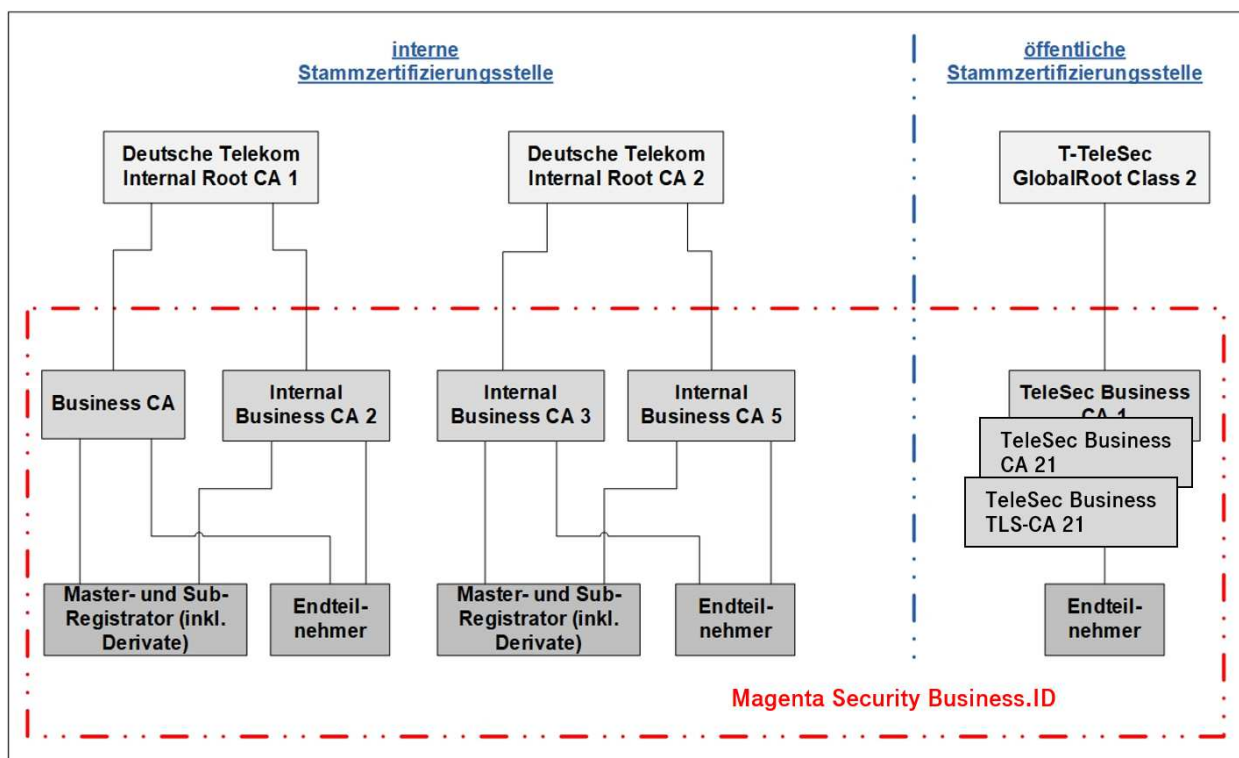 interne
Stammzertifizierungsstelle
öffentliche
Stammzertifizierungsstelle
Deutsche Telekom
Internal Root CA 1
Deutsche Telekom
Internal Root CA 2
T-TeleSec
GlobalRoot Class 2
Business CA
Internal
Business CA 2
Internal
Business CA 3
Internal
Business CA 5
TeleSec Business
CA 1
TeleSec Business
CA 21
TeleSec Business
TLS-CA 21
Master- und Sub-
Registrator (inkl.
Derivate)
Endteil-
nehmer
Master- und Sub-
Registrator (inkl.
Derivate)
Endteil-
nehmer
Endteil-
nehmer
Magenta Security Business.ID